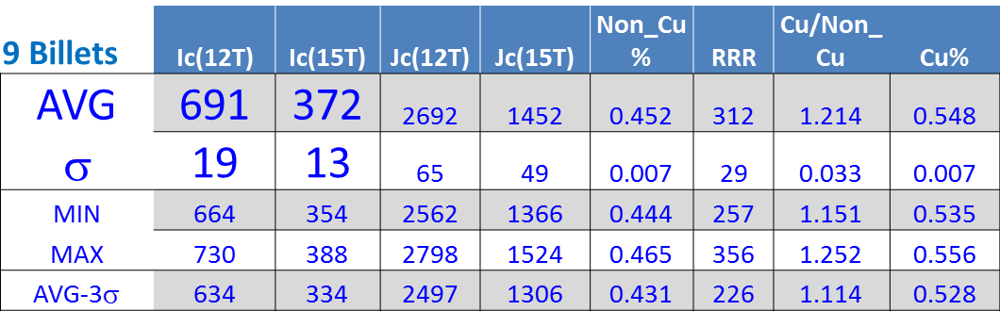 9 Billets Ic(12T) Ic(15T) Jc(12T) Jc(15T) Non_Cu % RRR Cu/Non_ Cu Cu%
AVG 691 372 2692 1452 0.452 312 1.214 0.548
σ 19 13 65 49 0.007 29 0.033 0.007
MIN 664 354 2562 1366 0.444 257 1.151 0.535
MAX 730 388 2798 1524 0.465 356 1.252 0.556
AVG-3σ 634 334 2497 1306 0.431 226 1.114 0.528